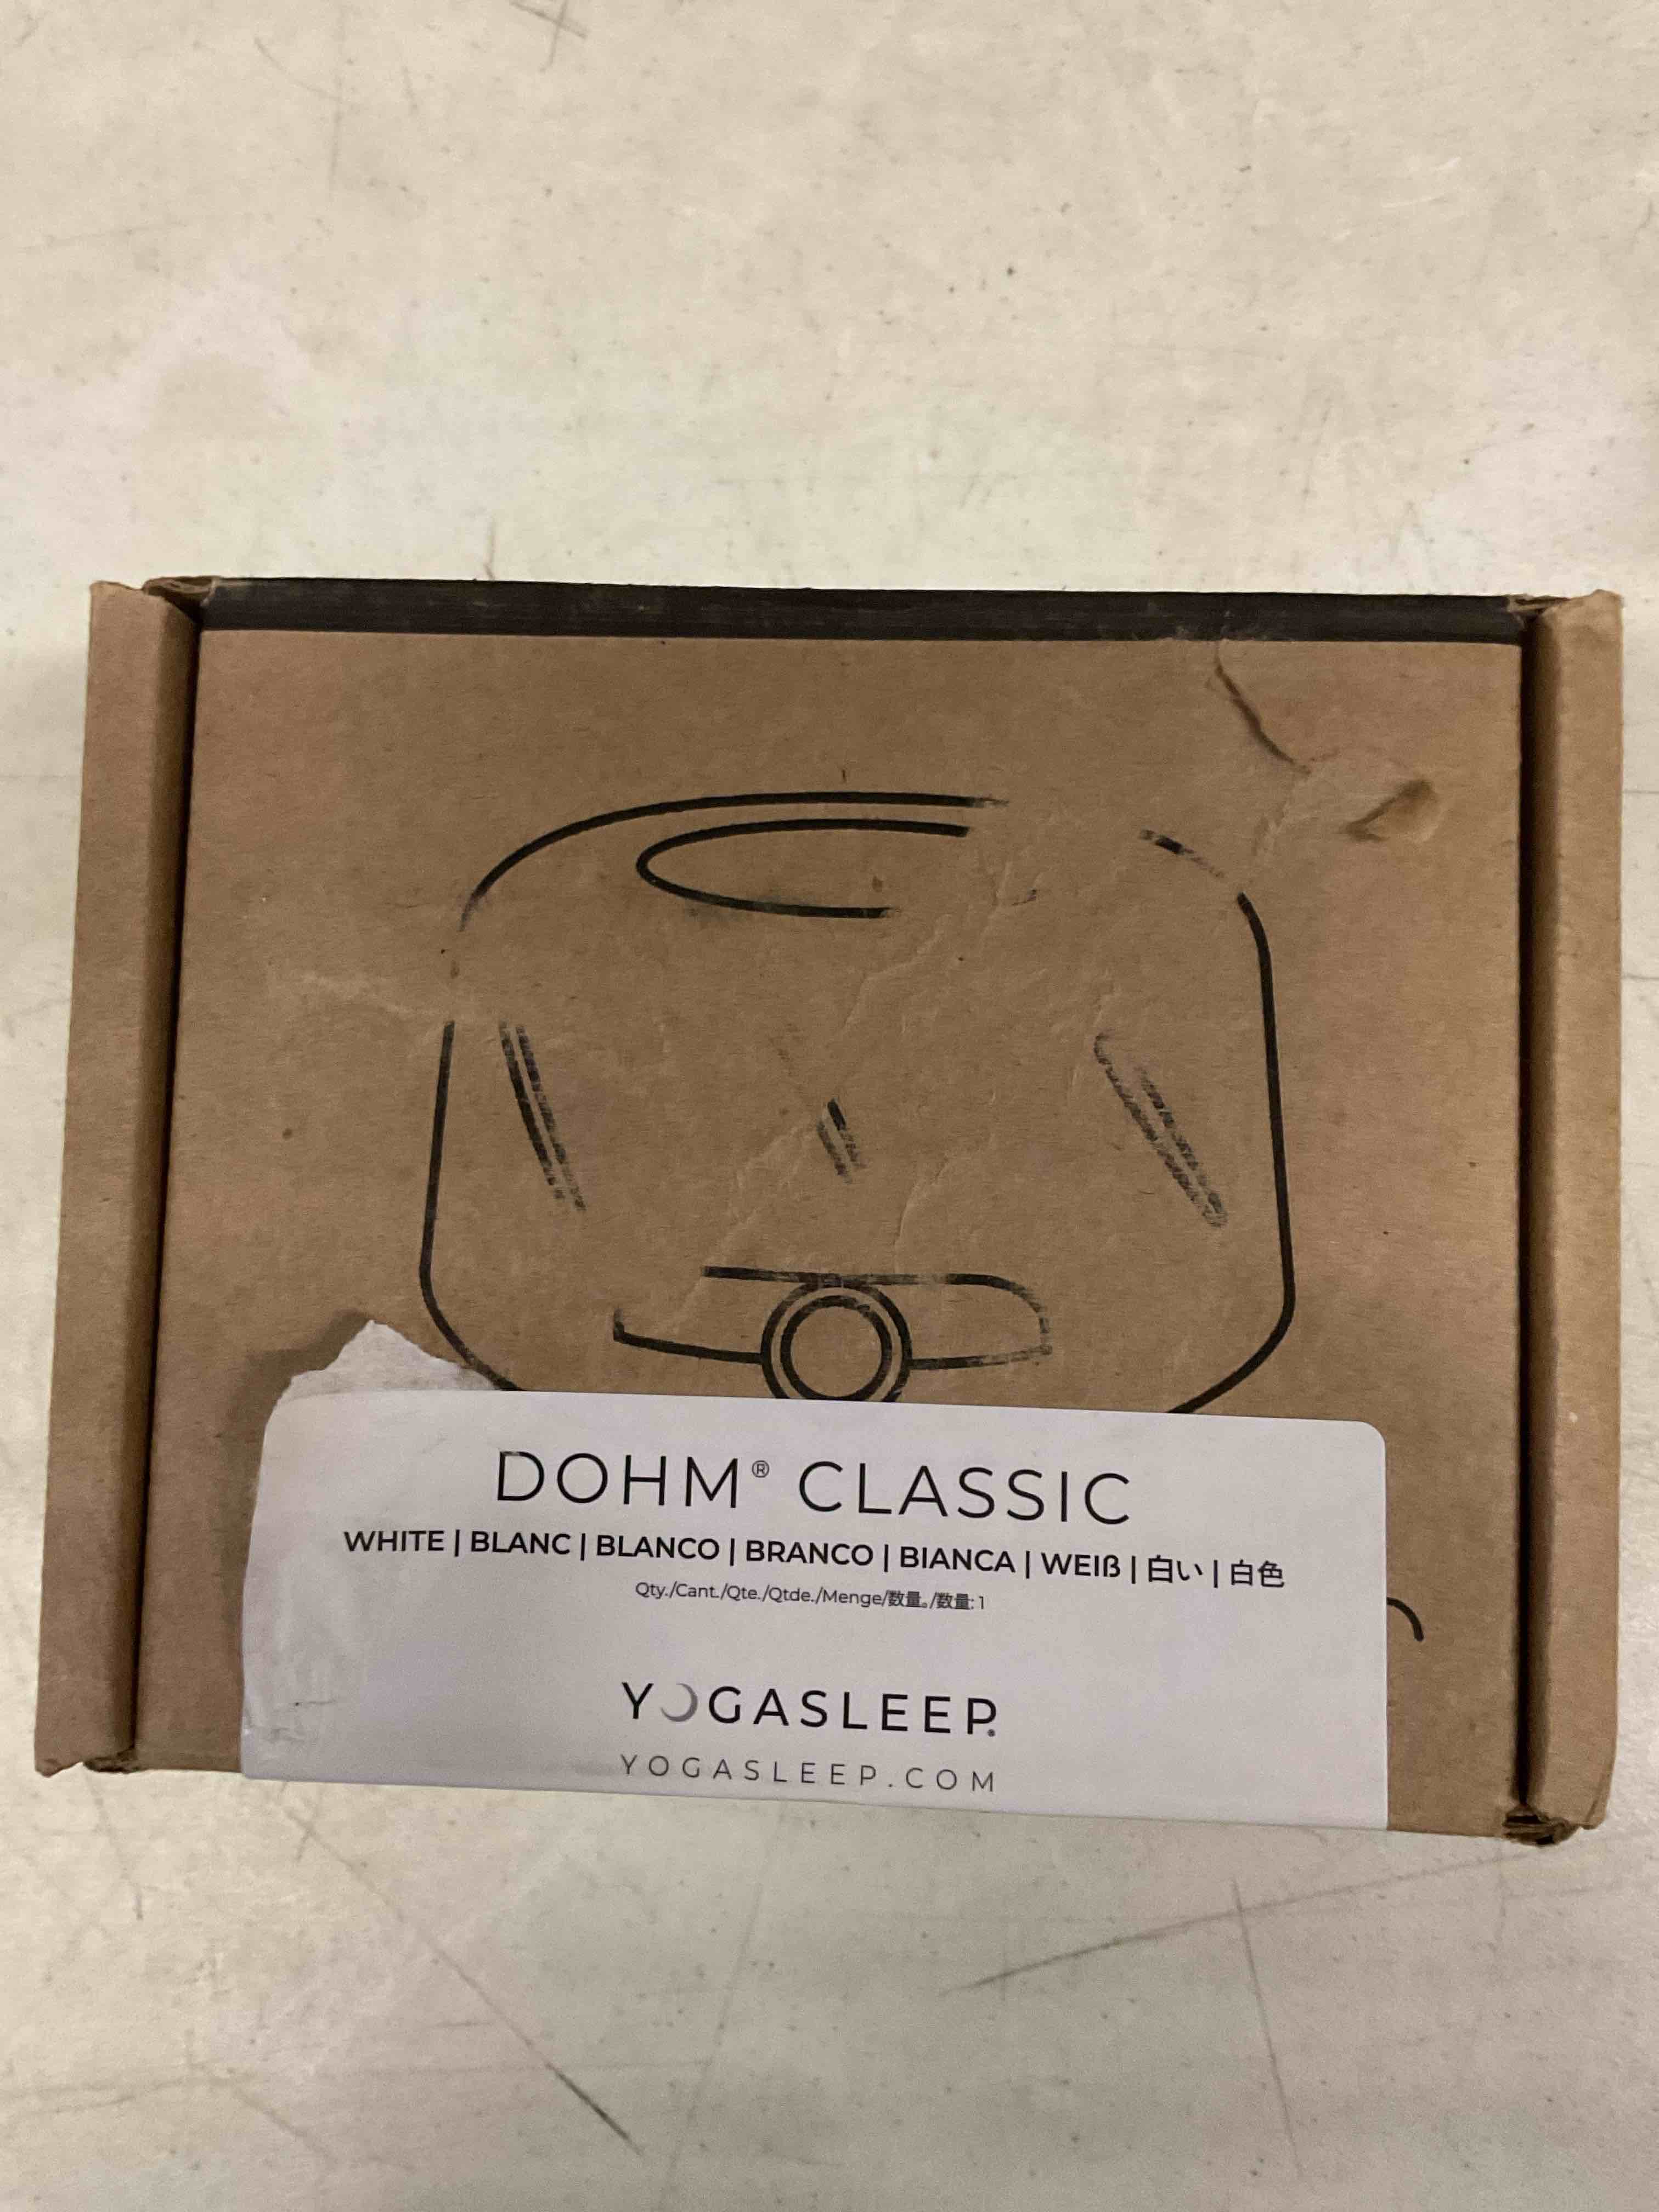 DOHM® CLASSIC
WHITE | BLANC | BLANCO | BRANCO | BIANCA | WEIß | 白い | 白色
Qty./Cant./Qte./Qtde./Menge/数量。/数量: 1
YOGASLEEP.
YOGASLEEP.COM